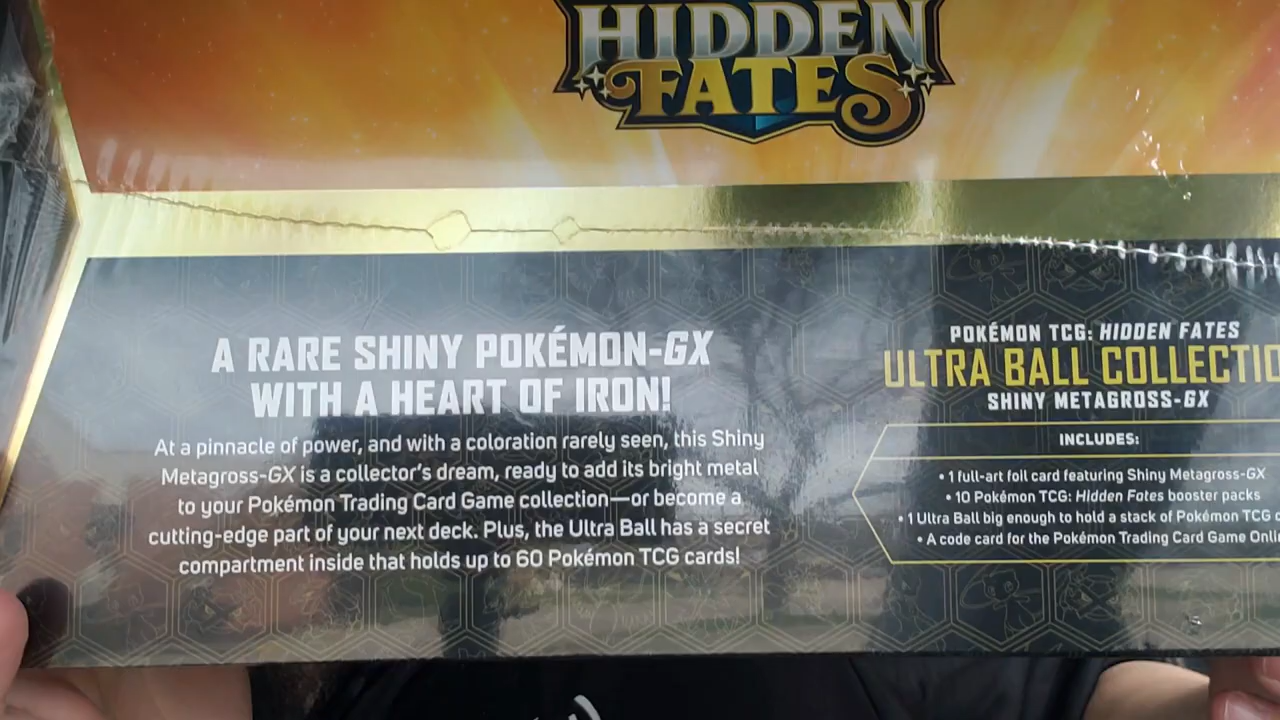 HIDDEN
FATES
A RARE SHINY POKÉMON-GX
WITH A HEART OF IRON!
At a pinnacle of power, and with a coloration rarely seen, this Shiny
Metagross-GX is a collector's dream, ready to add its bright metal
to your Pokémon Trading Card Game collection—or become a
cutting-edge part of your next deck. Plus, the Ultra Ball has a secret
compartment inside that holds up to 60 Pokémon TCG cards!
POKÉMON TCG: HIDDEN FATES
ULTRA BALL
SHINY METAGROSS-GX
INCLUDES:
• 1 full-art foil card featuring Shiny Metagross-GX
• 10 Pokémon TCG: Hidden Fates booster packs
• 1 Ultra Ball big enough to hold a stack of Pokémon TCG
• A code card for the Pokémon Trading Card Game